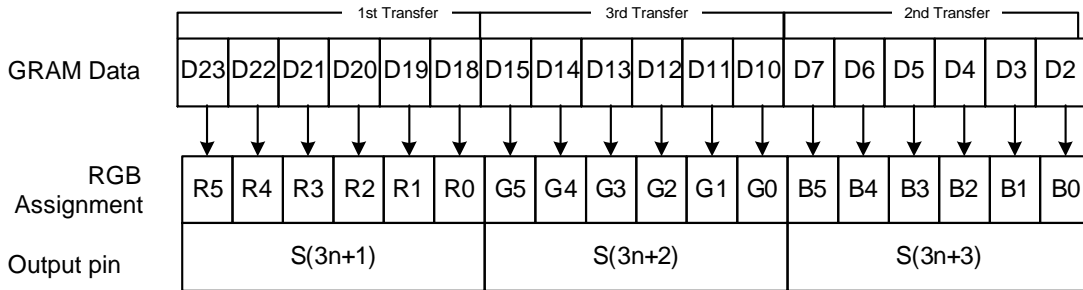 1st Transfer 3rd Transfer 2nd Transfer
GRAM Data D23 D22 D21 D20 D19 D18 D15 D14 D13 D12 D11 D10 D7 D6 D5 D4 D3 D2
RGB Assignment R5 R4 R3 R2 R1 R0 G5 G4 G3 G2 G1 G0 B5 B4 B3 B2 B1 B0
Output pin S(3n+1) S(3n+2) S(3n+3)